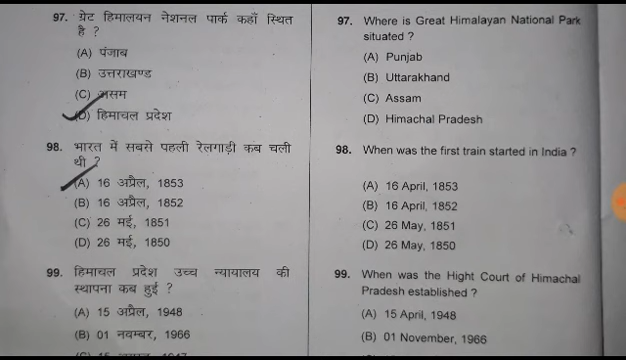 97. ग्रेट हिमालयन नेशनल पार्क कहाँ स्थित
है ?
(A) पंजाब
(B) उत्तराखण्ड
(C) असम
(D) हिमाचल प्रदेश
98. भारत में सबसे पहली रेलगाड़ी कब चली
थी ?
(A) 16 अप्रैल, 1853
(B) 16 अप्रैल, 1852
(C) 26 मई, 1851
(D) 26 मई, 1850
99. हिमाचल प्रदेश उच्च न्यायालय की
स्थापना कब हुई ?
(A) 15 अप्रैल, 1948
(B) 01 नवम्बर, 1966
97. Where is Great Himalayan National Park
situated ?
(A) Punjab
(B) Uttarakhand
(C) Assam
(D) Himachal Pradesh
98. When was the first train started in India ?
(A) 16 April, 1853
(B) 16 April, 1852
(C) 26 May, 1851
(D) 26 May, 1850
99. When was the Hight Court of Himachal
Pradesh established ?
(A) 15 April, 1948
(B) 01 November, 1966